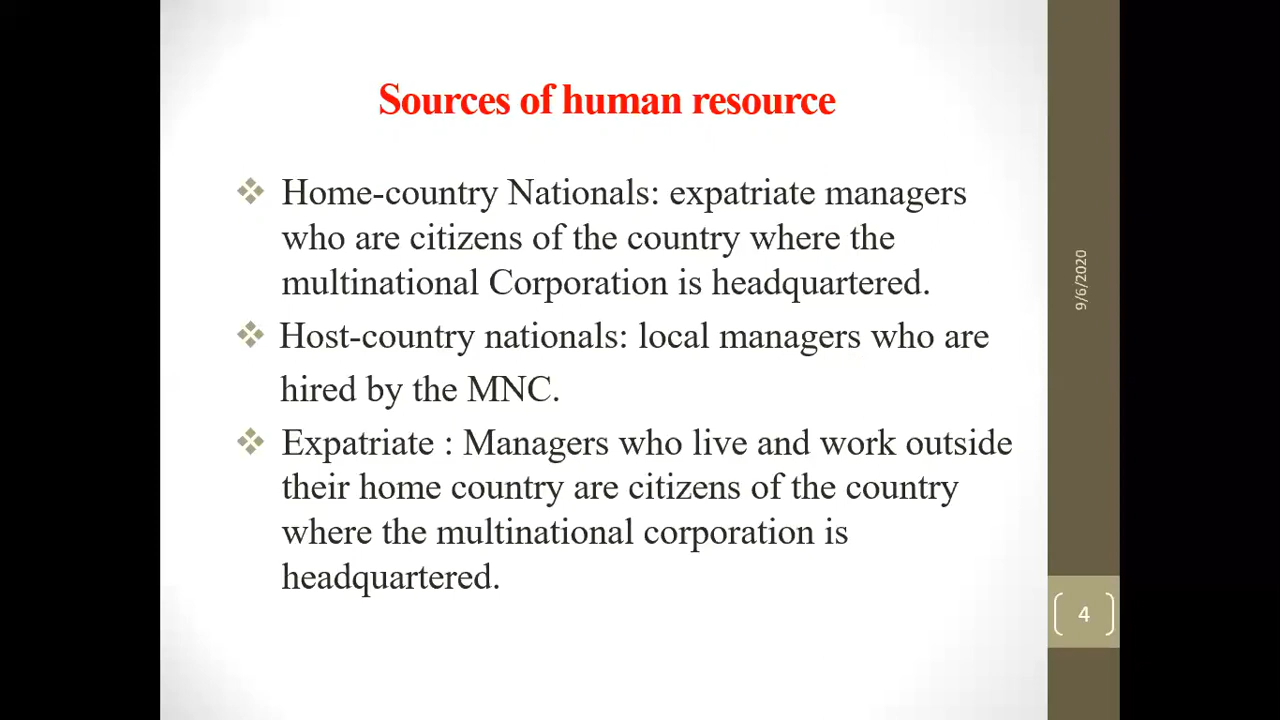 Sources of human resource
Home-country Nationals: expatriate managers
who are citizens of the country where the
multinational Corporation is headquartered.
Host-country nationals: local managers who are
hired by the MNC.
Expatriate : Managers who live and work outside
their home country are citizens of the country
where the multinational corporation is
headquartered.
9/6/2020
4